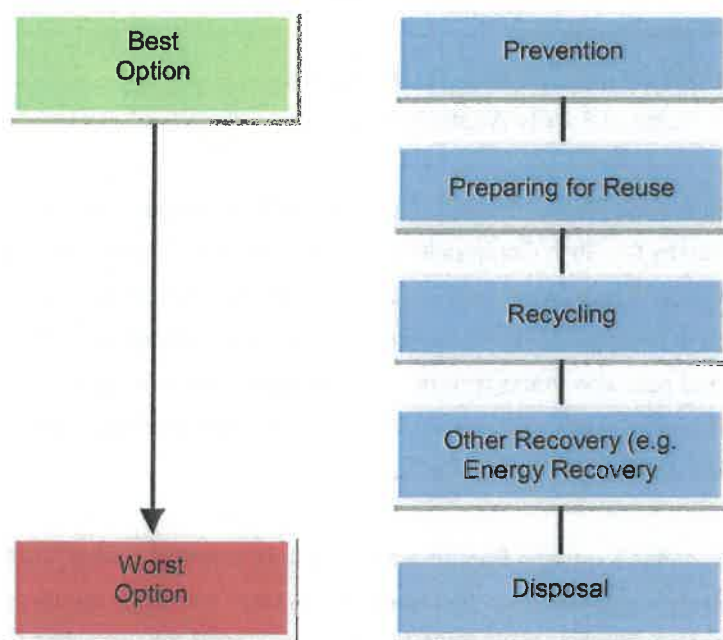 Best
Option
Prevention
Preparing for Reuse
Recycling
Other Recovery (e.g.
Energy Recovery
Worst
Option
Disposal